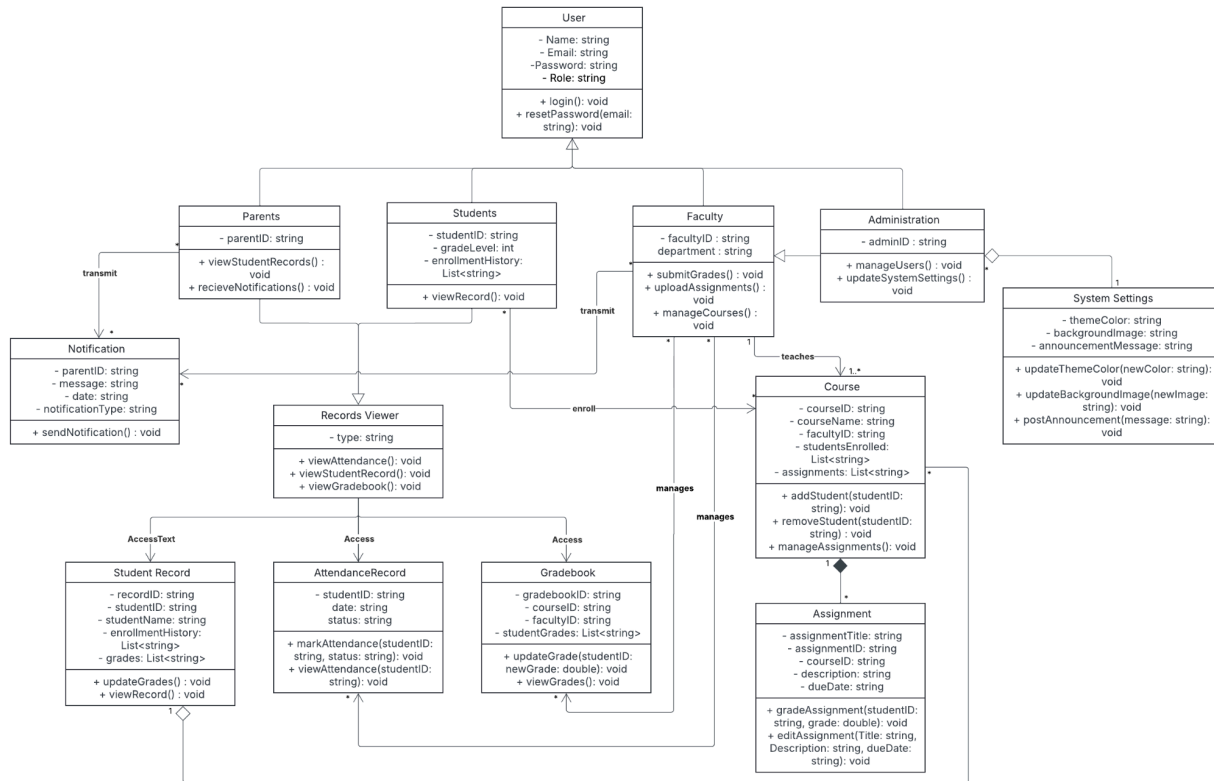 User
- Name: string
- Email: string
-Password: string
- Role: string
+ login(): void
+ resetPassword(email:
string): void
Parents
- parentID: string
+ viewStudentRecords() :
void
+ recieveNotifications() : void
Students
- studentID: string
- gradeLevel: int
- enrollmentHistory:
List<string>
+ viewRecord(): void
Faculty
- facultyID : string
department : string
+ submitGrades() : void
+ uploadAssignments() :
void
+ manageCourses() :
void
Administration
- adminID : string
+ manageUsers() : void
+ updateSystemSettings() :
void
*
transmit
*
*
transmit
*
*
enroll
*
*
manages
*
*
manages
*
1
teaches
1..*
*
1
System Settings
- themeColor: string
- backgroundImage: string
- announcementMessage: string
+ updateThemeColor(newColor: string):
void
+ updateBackgroundImage(newImage:
string): void
+ postAnnouncement(message: string):
void
Notification
- parentID: string
- message: string
- date: string
- notificationType: string
+ sendNotification() : void
Records Viewer
- type: string
+ viewAttendance(): void
+ viewStudentRecord(): void
+ viewGradebook(): void
Course
- courseID: string
- courseName: string
- facultyID: string
- studentsEnrolled:
List<string>
- assignments: List<string>
+ addStudent(studentID:
string): void
+ removeStudent(studentID:
string) : void
+ manageAssignments(): void
*
1
*
AccessText
Access
Access
Student Record
- recordID: string
- studentID: string
- studentName: string
- enrollmentHistory:
List<string>
- grades: List<string>
+ updateGrades() : void
+ viewRecord() : void
1
AttendanceRecord
- studentID: string
date: string
status: string
+ markAttendance(studentID:
string, status: string): void
+ viewAttendance(studentID:
string): void
Gradebook
- gradebookID: string
- courseID: string
- facultyID: string
- studentGrades: List<string>
+ updateGrade(studentID:
newGrade: double): void
+ viewGrades(): void
Assignment
- assignmentTitle: string
- assignmentID: string
- courseID: string
- description: string
- dueDate: string
+ gradeAssignment(studentID:
string, grade: double): void
+ editAssignment(Title: string,
Description: string, dueDate:
string): void